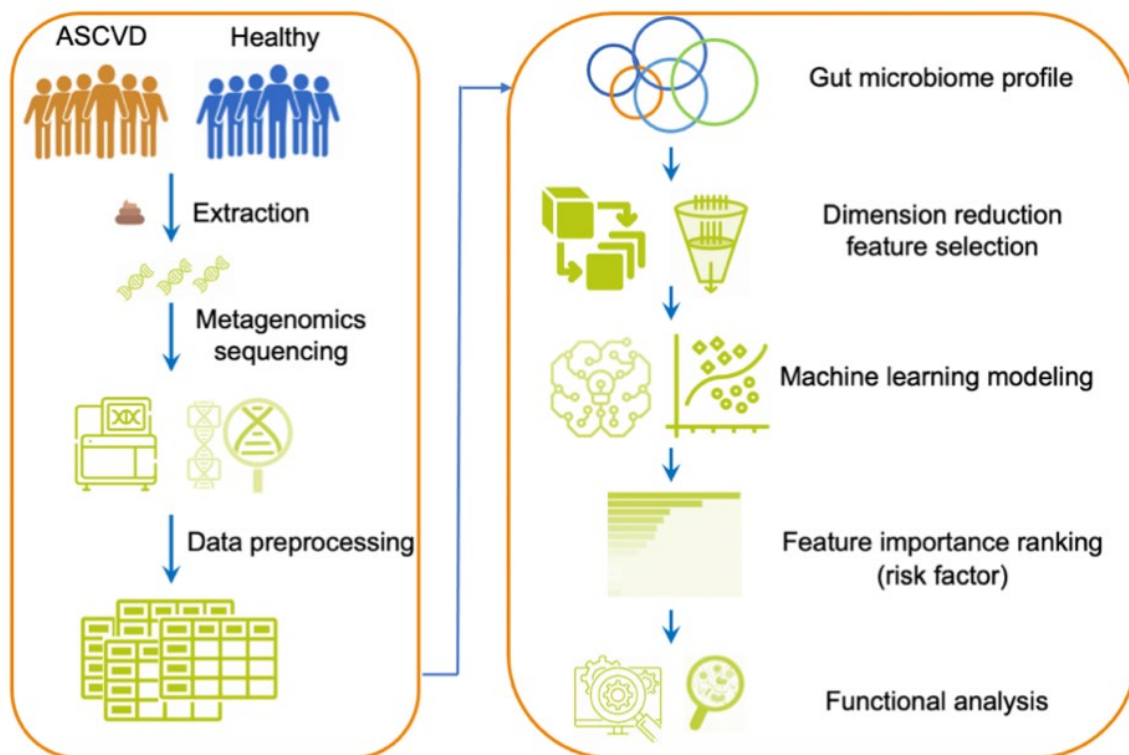 ASCVD
Healthy
Extraction
Metagenomics
sequencing
Data preprocessing
Gut microbiome profile
Dimension reduction
feature selection
Machine learning modeling
Feature importance ranking
(risk factor)
Functional analysis